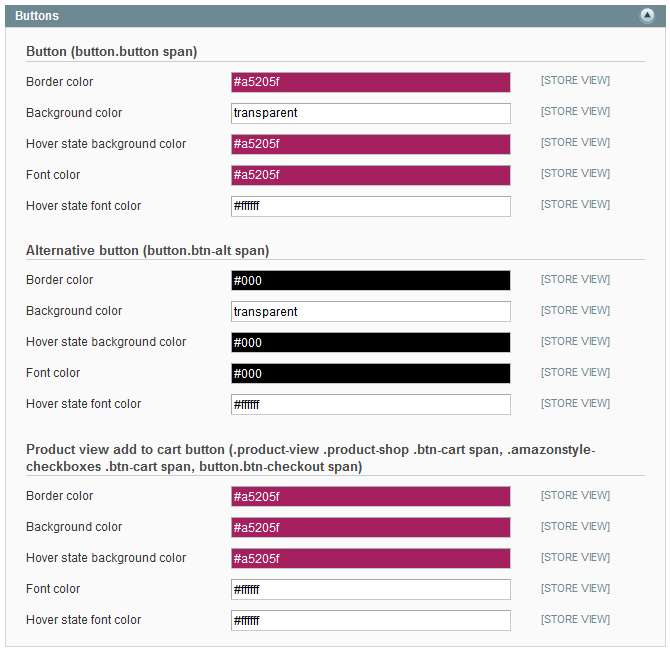 Buttons
Button (button.button span)
Border color #a5205f [STORE VIEW]
Background color transparent [STORE VIEW]
Hover state background color #a5205f [STORE VIEW]
Font color #a5205f [STORE VIEW]
Hover state font color #ffffff [STORE VIEW]
Alternative button (button.btn-alt span)
Border color #000 [STORE VIEW]
Background color transparent [STORE VIEW]
Hover state background color #000 [STORE VIEW]
Font color #000 [STORE VIEW]
Hover state font color #ffffff [STORE VIEW]
Product view add to cart button (.product-view .product-shop .btn-cart span, .amazonstyle-
checkboxes .btn-cart span, button.btn-checkout span)
Border color #a5205f [STORE VIEW]
Background color #a5205f [STORE VIEW]
Hover state background color #a5205f [STORE VIEW]
Font color #ffffff [STORE VIEW]
Hover state font color #ffffff [STORE VIEW]